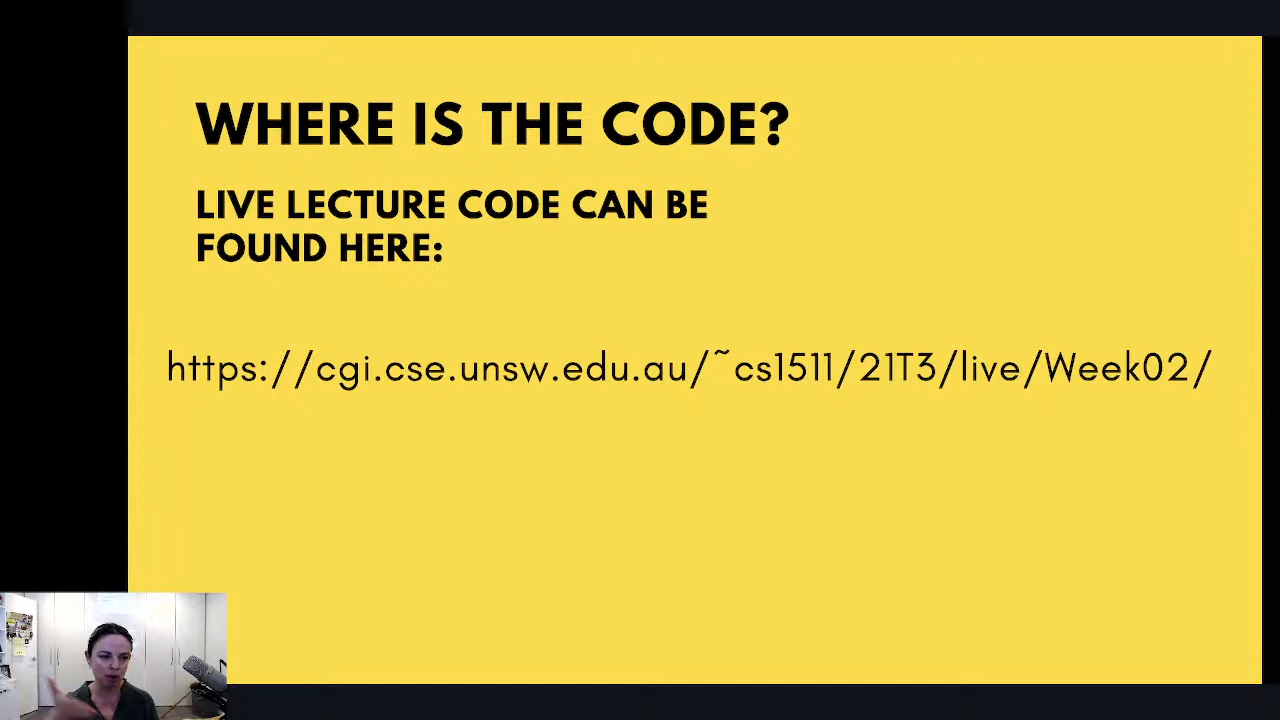 WHERE IS THE CODE?
LIVE LECTURE CODE CAN BE
FOUND HERE:
https://cgi.cse.unsw.edu.au/~cs1511/21T3/live/Week02/